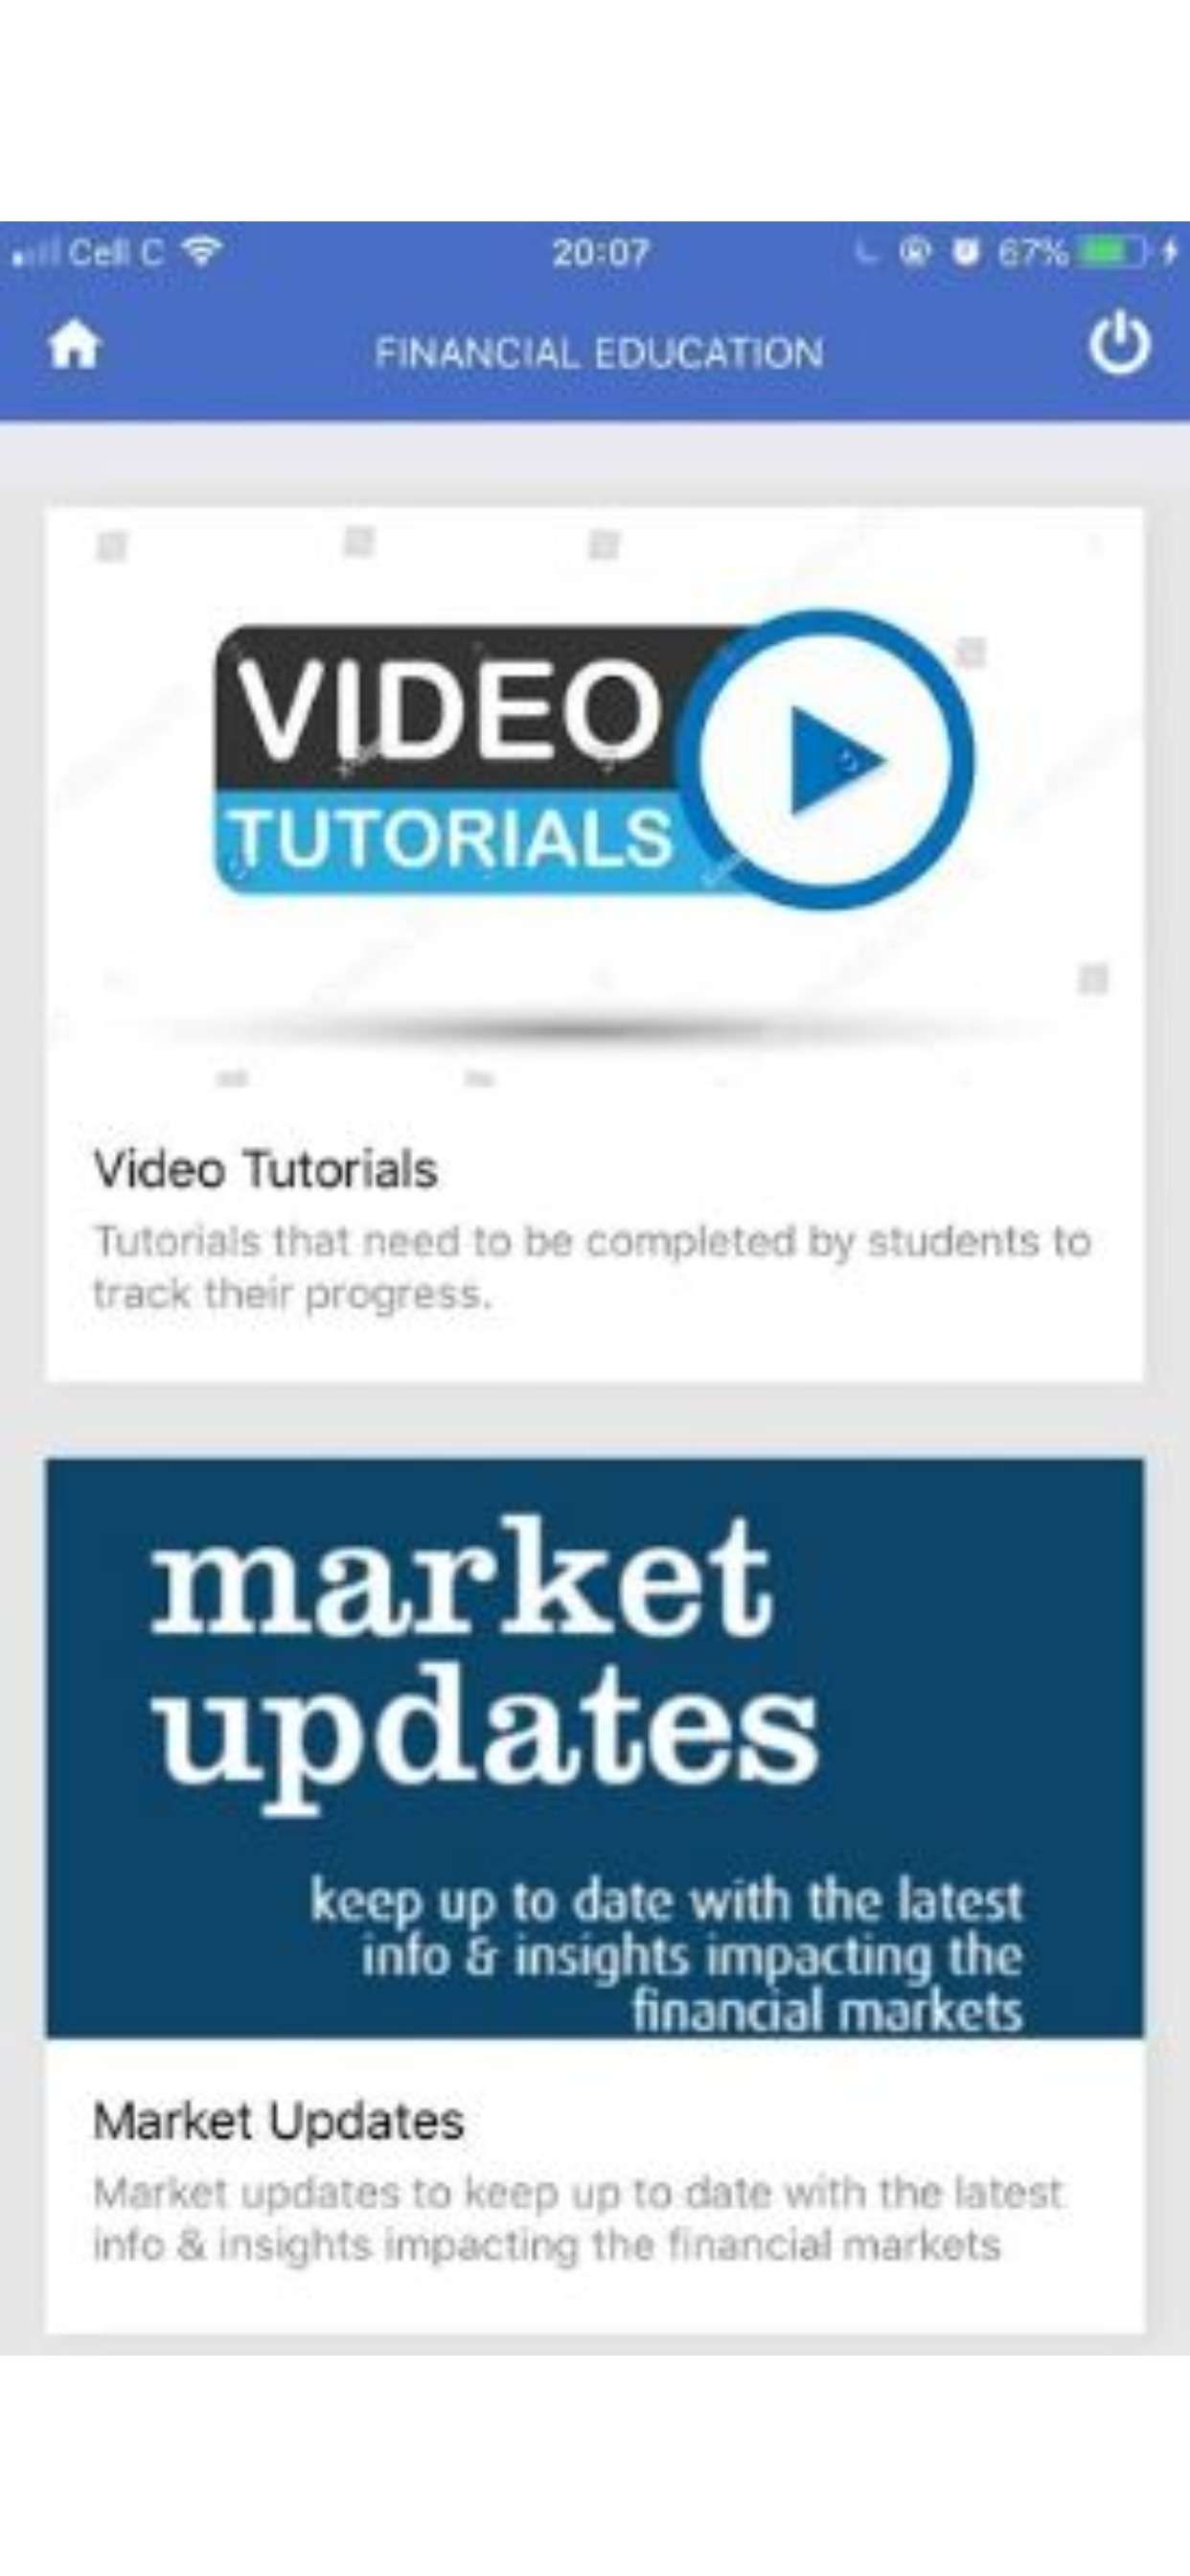 Cell C
20:07
67%
FINANCIAL EDUCATION
VIDEO
TUTORIALS
Video Tutorials
Tutorials that need to be completed by students to
track their progress.
market
updates
keep up to date with the latest
info & insights impacting the
financial markets
Market Updates
Market updates to keep up to date with the latest
info & insights impacting the financial markets